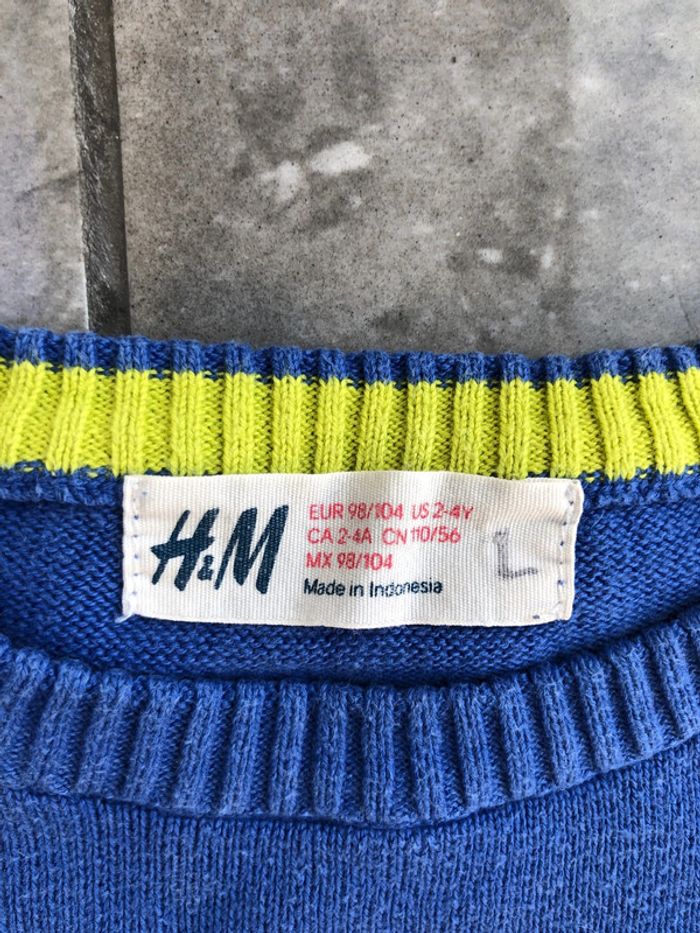 H&M
EUR 98/104 US 2-4Y
CA 2-4A CN 110/56
MX 98/104
Made in Indonesia
L